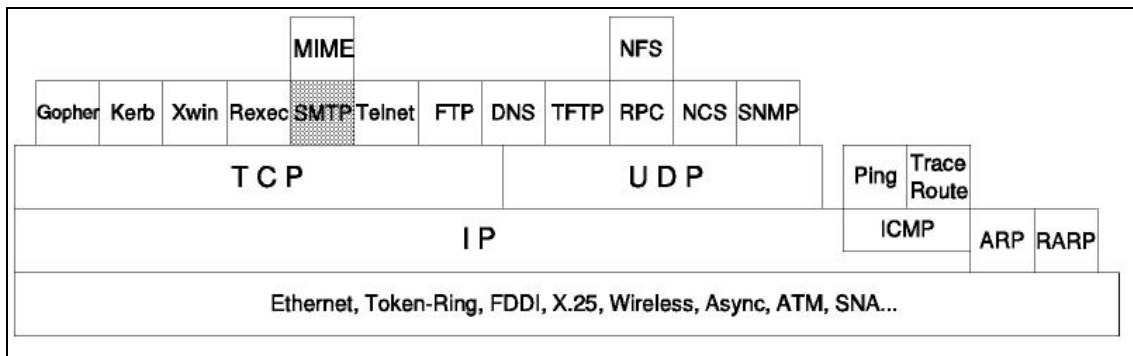 MIME NFS
Gopher Kerb Xwin Rexec SMTP Telnet FTP DNS TFTP RPC NCS SNMP
TCP UDP Ping Trace Route
IP ICMP ARP RARP
Ethernet, Token-Ring, FDDI, X.25, Wireless, Async, ATM, SNA...